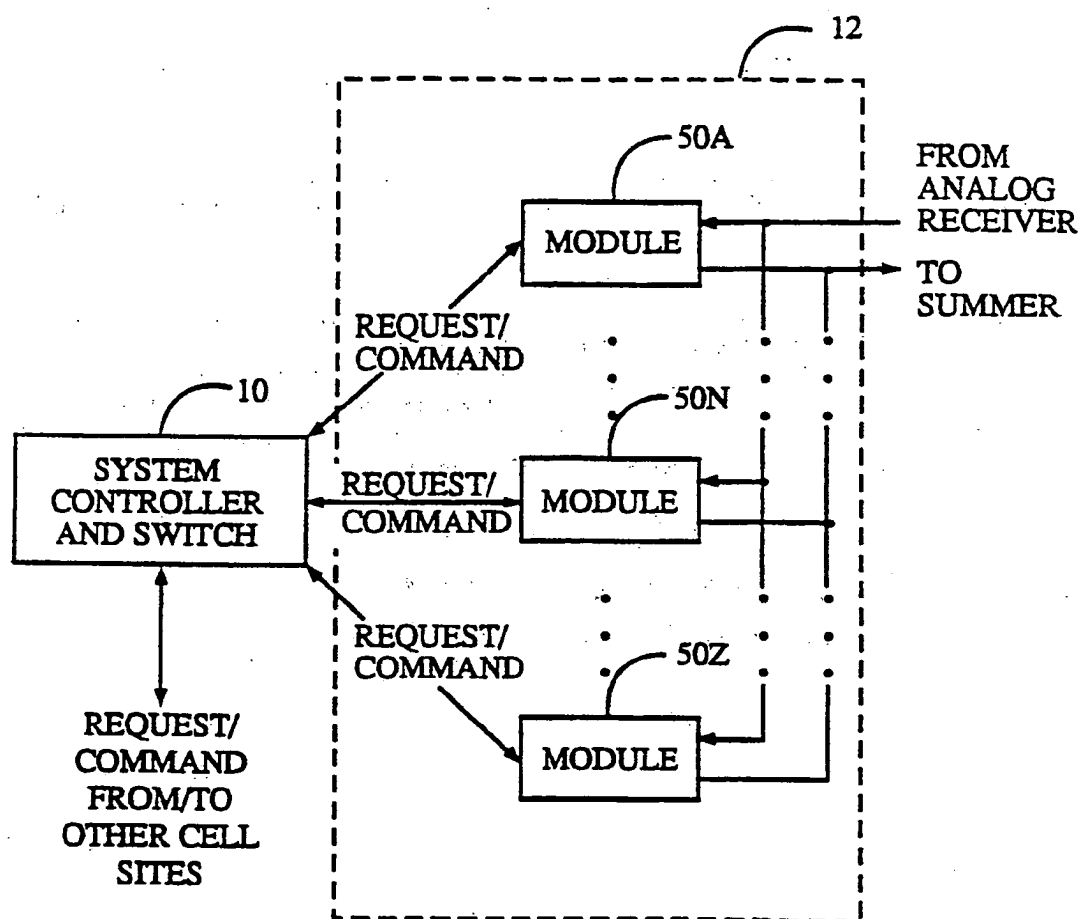 12
50A
MODULE
FROM
ANALOG
RECEIVER
TO
SUMMER
REQUEST/
COMMAND
10
SYSTEM
CONTROLLER
AND SWITCH
REQUEST/
COMMAND
50N
MODULE
REQUEST/
COMMAND
50Z
MODULE
REQUEST/
COMMAND
FROM/TO
OTHER CELL
SITES